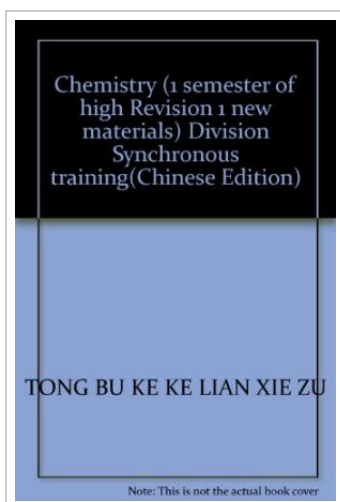 Chemistry (1 semester of
high Revision 1 new
materials) Division
Synchronous
training(Chinese Edition)
TONG BU KE KE LIAN XIE ZU
Note: This is not the actual book cover